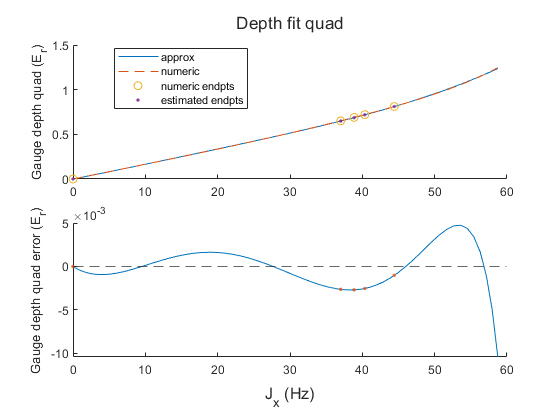 Depth fit quad
Gauge depth quad (E_r)
1.5
1
0.5
0
approx
numeric
numeric endpts
estimated endpts
0 10 20 30 40 50 60
Gauge depth quad error (E_r)
×10^-3
5
0
-5
-10
0 10 20 30 40 50 60
J_x (Hz)